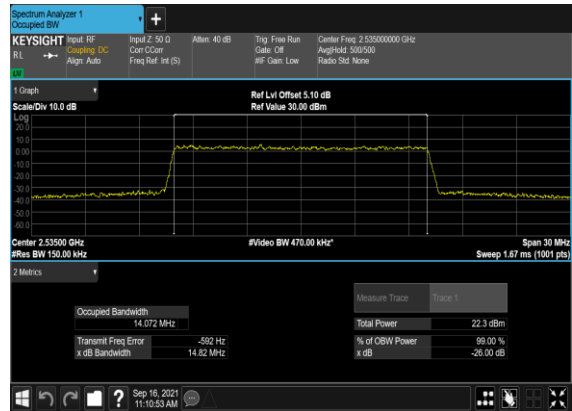 Spectrum Analyzer 1
Occupied BW
+
KEYSIGHT Input: RF Input Z: 50 Ω Atten: 40 dB Trig: Free Run Center Freq: 2.535000000 GHz
RL Coupling: DC Corr CCorr Gate: Off Avg|Hold: 500/500
Align: Auto Freq Ref: Int (S) #IF Gain: Low Radio Std: None
1 Graph
Ref Lvl Offset 5.10 dB
Scale/Div 10.0 dB Ref Value 30.00 dBm
Log
20.0
10.0
0.00
-10.0
-20.0
-30.0
-40.0
-50.0
-60.0
Center 2.53500 GHz #Video BW 470.00 kHz* Span 30 MHz
#Res BW 150.00 kHz Sweep 1.67 ms (1001 pts)
2 Metrics
Measure Trace Trace 1
Occupied Bandwidth
14.072 MHz Total Power 22.3 dBm
Transmit Freq Error -592 Hz % of OBW Power 99.00 %
x dB Bandwidth 14.82 MHz x dB -26.00 dB
? Sep 16, 2021
11:10:53 AM